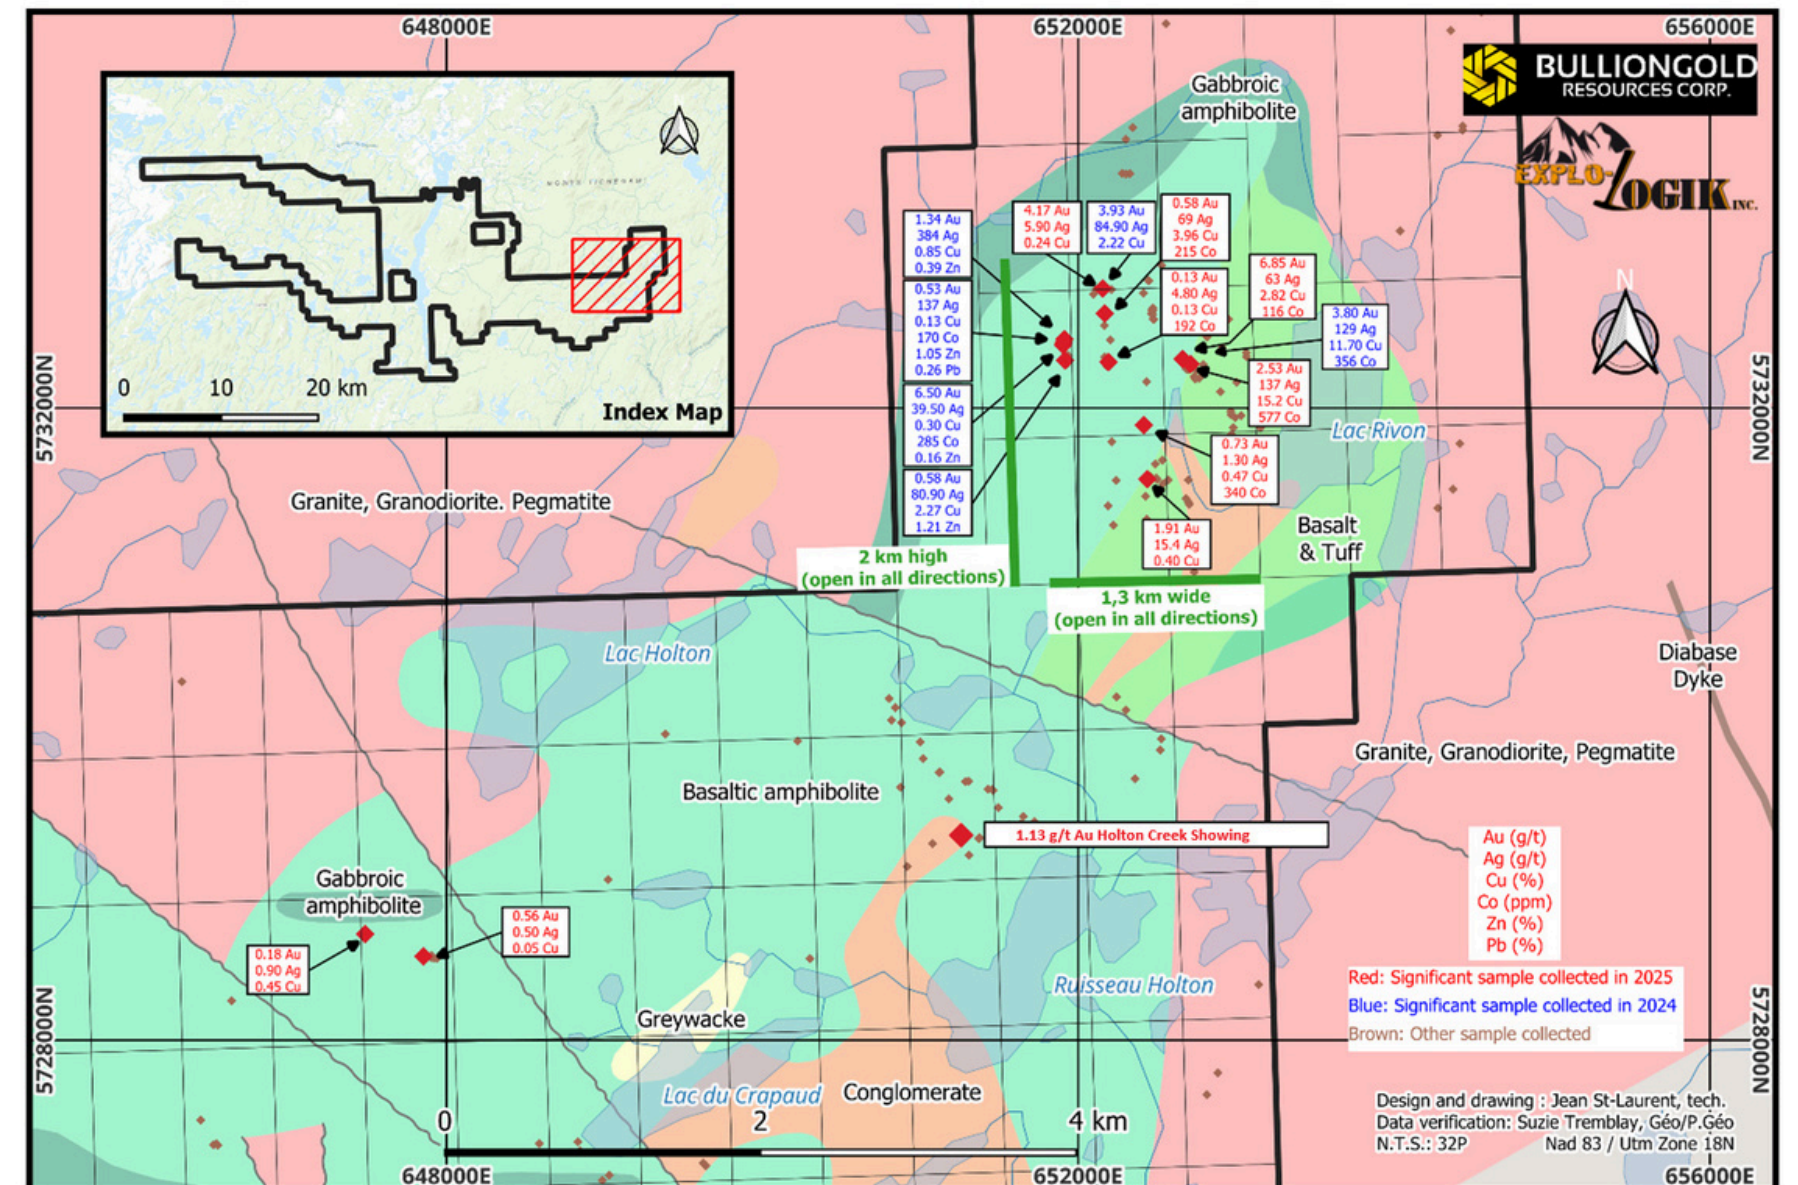 648000E
652000E
656000E
BULLIONGOLD
RESOURCES CORP.
EXPLO-LOGIK INC.
0 10 20 km
Index Map
Gabbroic
amphibolite
1.34 Au
384 Ag
0.85 Cu
0.39 Zn
0.53 Au
137 Ag
0.13 Cu
170 Co
1.05 Zn
0.26 Pb
6.50 Au
39.50 Ag
0.30 Cu
285 Co
0.16 Zn
0.58 Au
80.90 Ag
2.27 Cu
1.21 Zn
4.17 Au
5.90 Ag
0.24 Cu
3.93 Au
84.90 Ag
2.22 Cu
0.58 Au
69 Ag
3.96 Cu
215 Co
0.13 Au
4.80 Ag
0.13 Cu
192 Co
6.85 Au
63 Ag
2.82 Cu
116 Co
3.80 Au
129 Ag
11.70 Cu
356 Co
2.53 Au
137 Ag
15.2 Cu
577 Co
0.73 Au
1.30 Ag
0.47 Cu
340 Co
1.91 Au
15.4 Ag
0.40 Cu
N
5732000N
5732000N
Lac Rivon
Granite, Granodiorite. Pegmatite
Basalt
& Tuff
2 km high
(open in all directions)
1,3 km wide
(open in all directions)
Lac Holton
Diabase
Dyke
Granite, Granodiorite, Pegmatite
Basaltic amphibolite
1.13 g/t Au Holton Creek Showing
Gabbroic
amphibolite
0.18 Au
0.90 Ag
0.45 Cu
0.56 Au
0.50 Ag
0.05 Cu
Au (g/t)
Ag (g/t)
Cu (%)
Co (ppm)
Zn (%)
Pb (%)
Red: Significant sample collected in 2025
Blue: Significant sample collected in 2024
Brown: Other sample collected
Ruisseau Holton
Greywacke
5728000N
5728000N
Lac du Crapaud
Conglomerate
0 2 4 km
Design and drawing : Jean St-Laurent, tech.
Data verification: Suzie Tremblay, Géo/P.Géo
N.T.S.: 32P Nad 83 / Utm Zone 18N
648000E
652000E
656000E